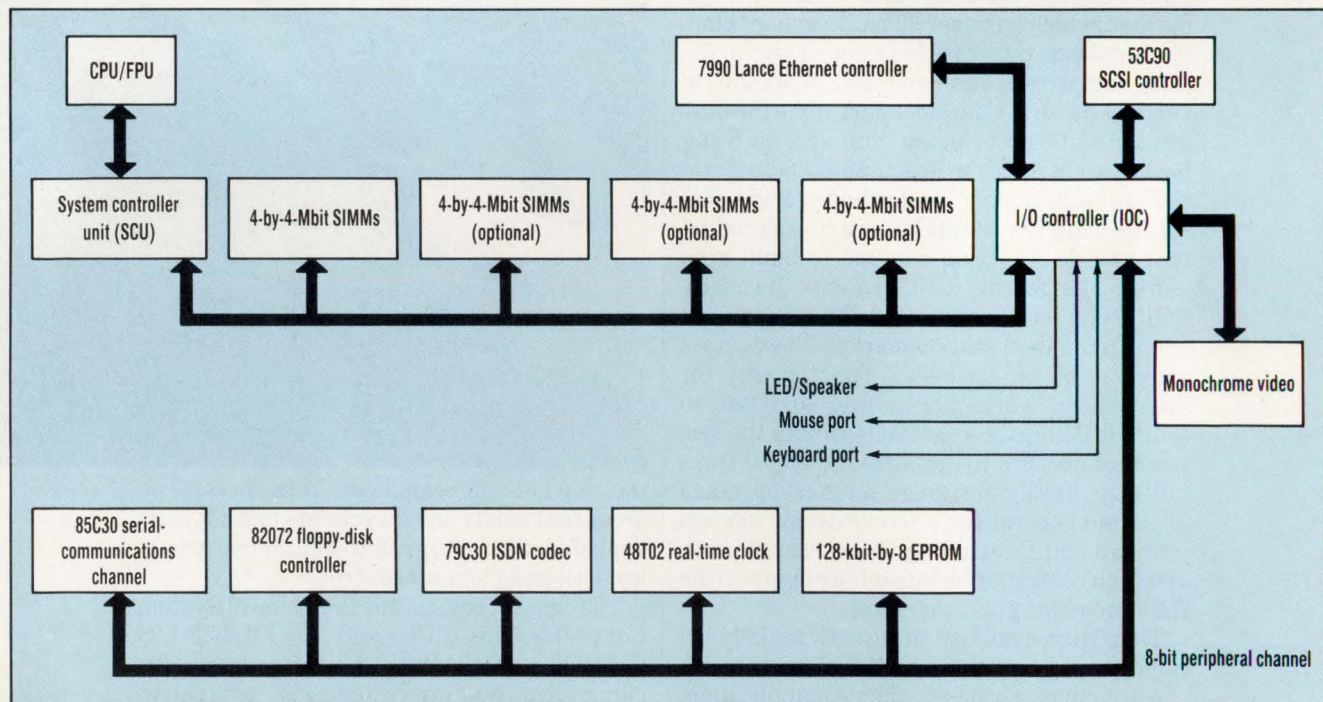 CPU/FPU
7990 Lance Ethernet controller
53C90
SCSI controller
System controller
unit (SCU)
4-by-4-Mbit SIMMs
4-by-4-Mbit SIMMs
(optional)
4-by-4-Mbit SIMMs
(optional)
4-by-4-Mbit SIMMs
(optional)
I/O controller (IOC)
LED/Speaker
Mouse port
Keyboard port
Monochrome video
85C30 serial-
communications
channel
82072 floppy-disk
controller
79C30 ISDN codec
48T02 real-time clock
128-kbit-by-8 EPROM
8-bit peripheral channel